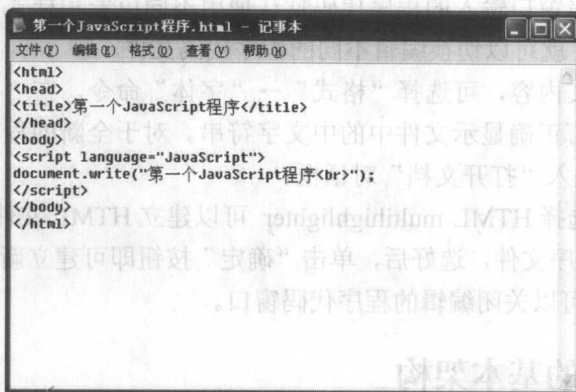 第一个JavaScript程序.html - 记事本
文件(F) 编辑(E) 格式(O) 查看(V) 帮助(H)
<html>
<head>
<title>第一个JavaScript程序</title>
</head>
<body>
<script language="JavaScript">
document.write("第一个JavaScript程序<br>");
</script>
</body>
</html>